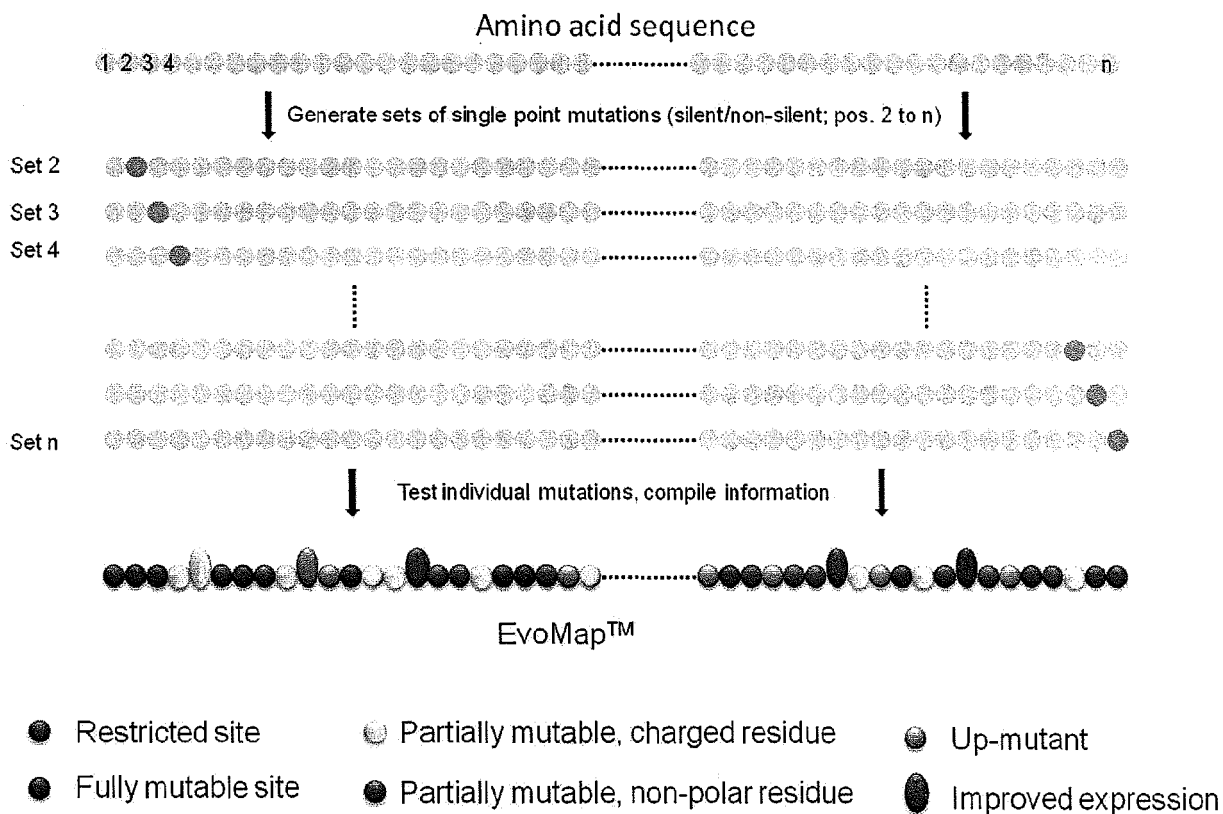 Amino acid sequence
1 2 3 4 n
Generate sets of single point mutations (silent/non-silent; pos. 2 to n)
Set 2
Set 3
Set 4
Set n
Test individual mutations, compile information
EvoMap™
Restricted site
Partially mutable, charged residue
Up-mutant
Fully mutable site
Partially mutable, non-polar residue
Improved expression